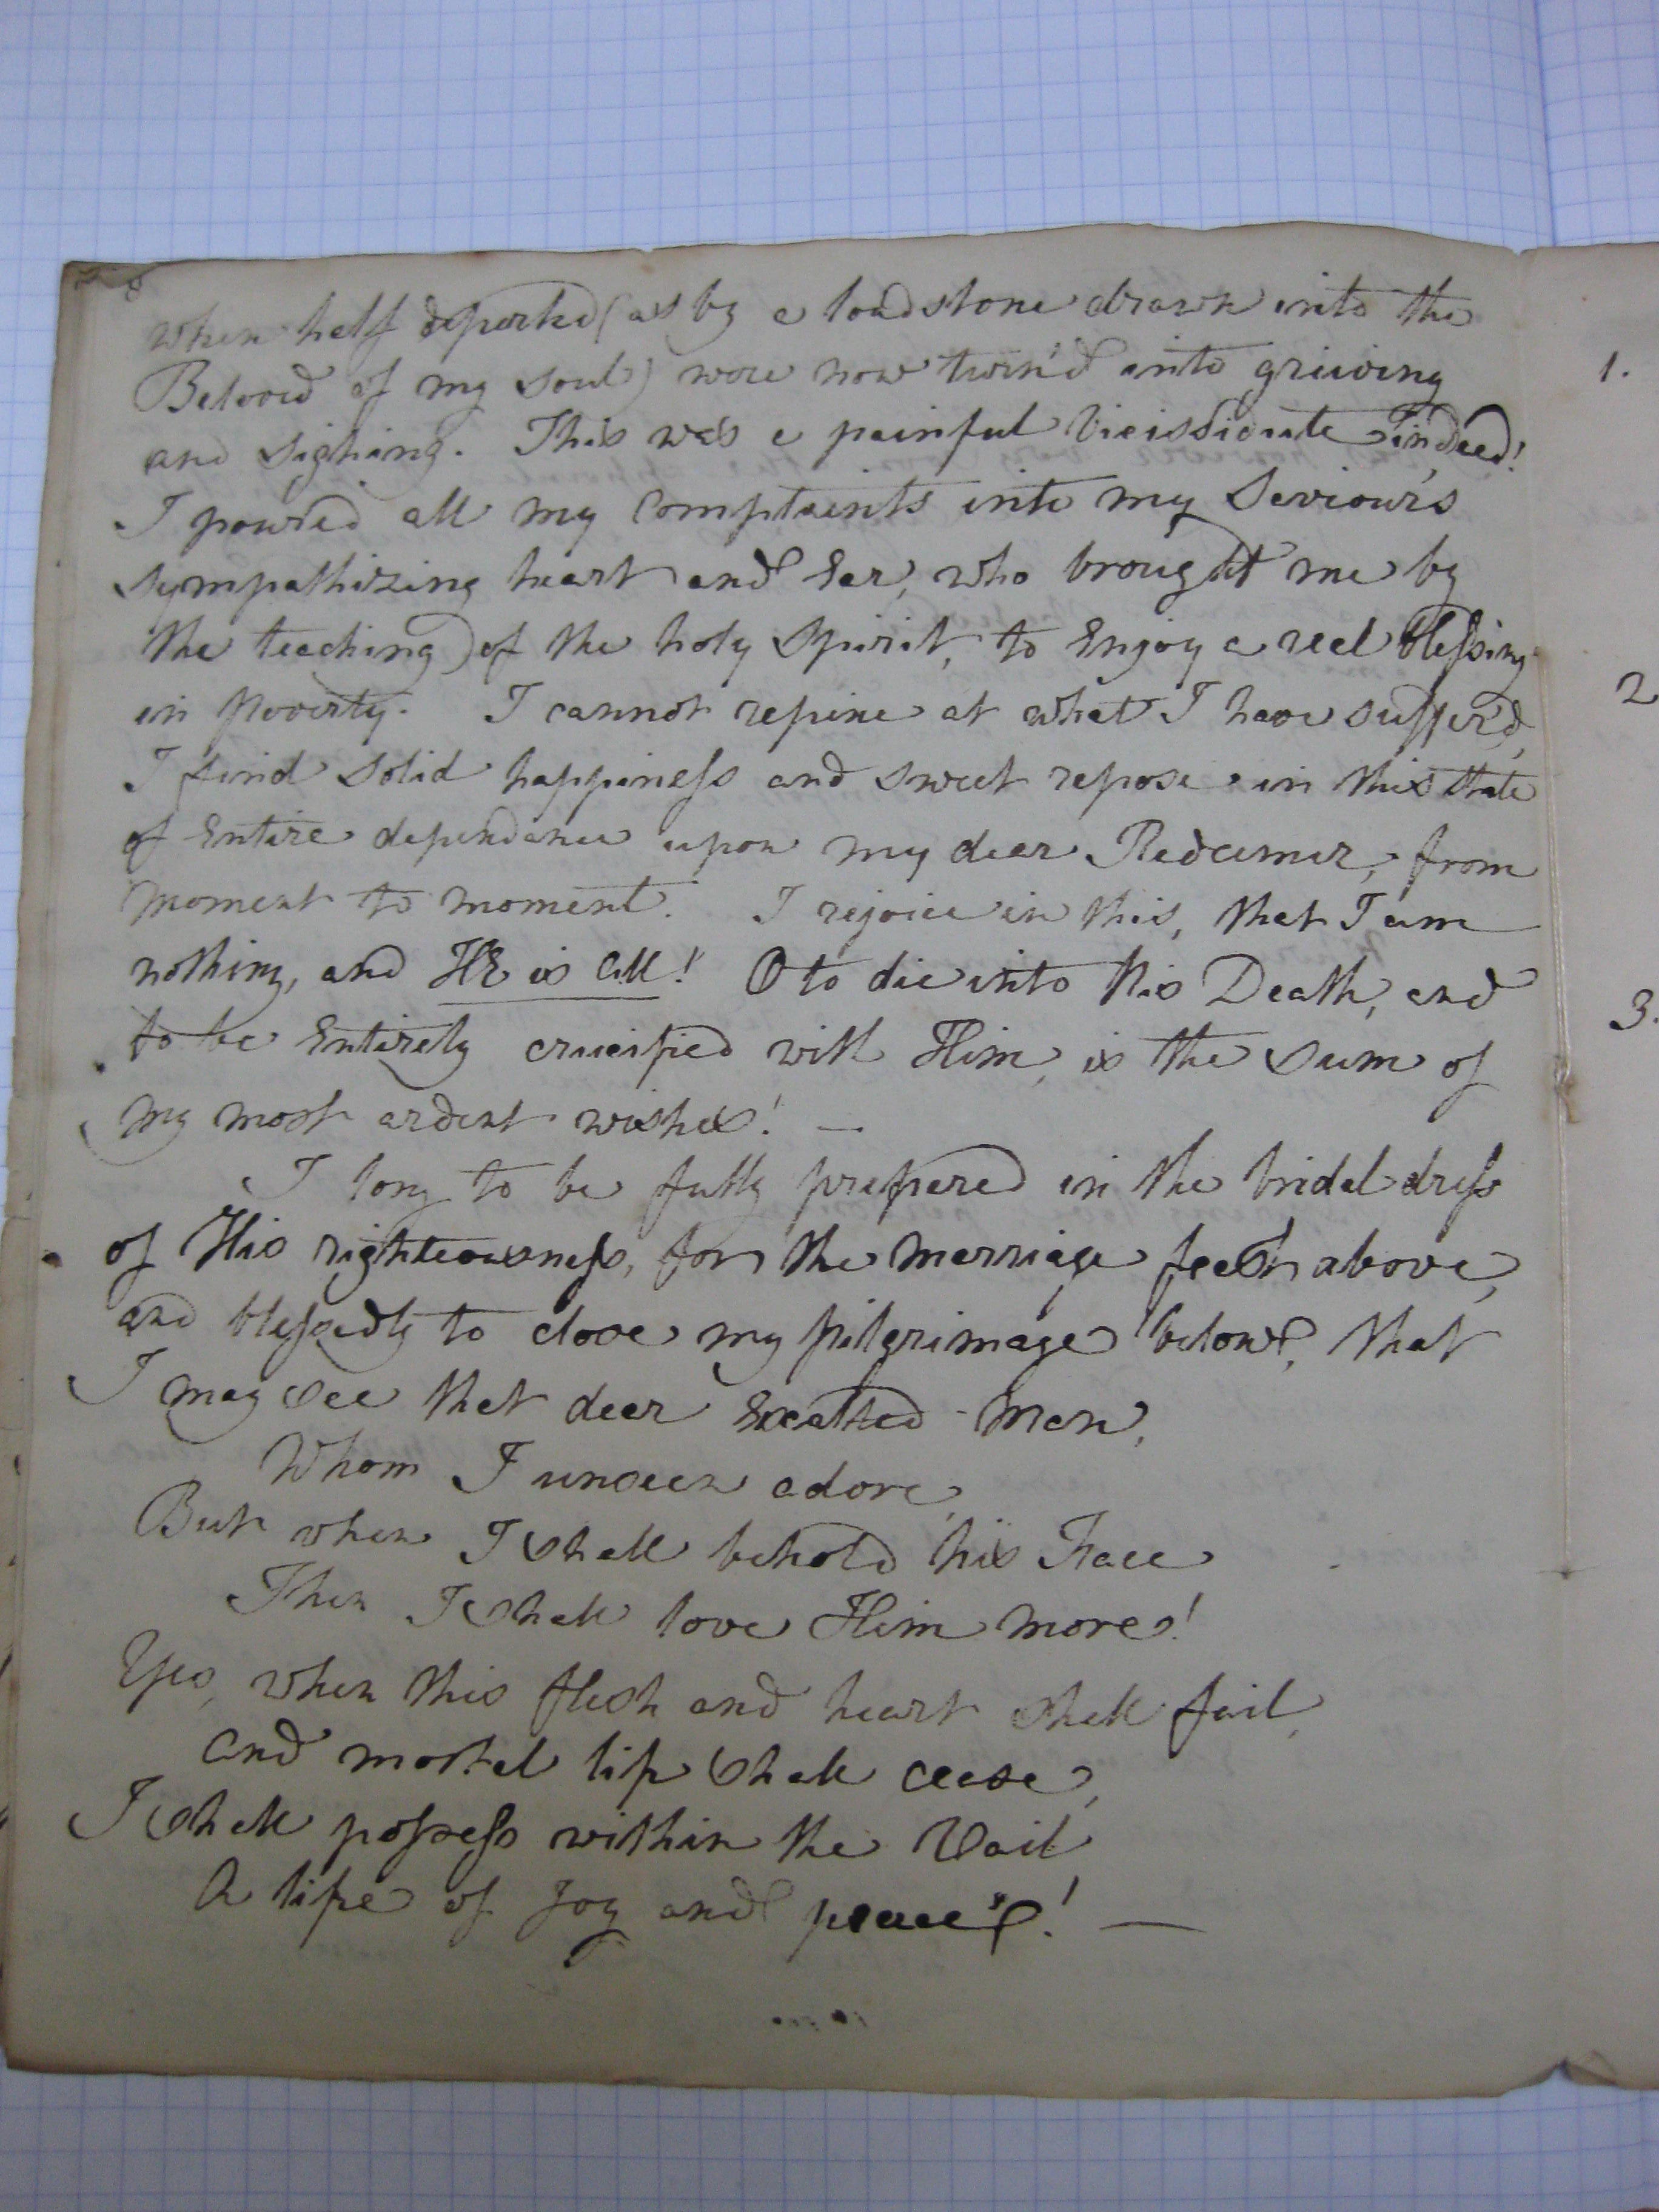 8
when half departed (as by a loadstone drawn into the
Beloved of my soul) were now turn'd into grieving
and sighing. This was a painful Vicissidute indeed!
I poured all my Complaints into my Saviour's
sympathizing heart and Ear, who brought me by
the teaching of the holy Spirit, to Enjoy a real blessing
in Poverty. I cannot repine at what I have suffer'd,
I find solid happiness and sweet repose in this State
of Entire dependance upon my dear Redeemer, from
moment to moment. I rejoice in this, that I am
nothing, and HE is All! O to die into His Death, and
to be Entirely crucified with Him, is the Sum of
my most ardent wishes! —
I long to be fully prepared in the bridal-dress
of His righteousness, for the Marriage feast above,
and blessedly to close my pilgrimage below, that
I may see that dear Exalted-Man,
Whom I unseen adore,
But when I shall behold his Face
Then I shall love Him more!
Yes, when this flesh and heart shall fail,
And mortal lip shall cease,
I shall possess within the Vail
A life of Joy and peace! —
1.
2
3.